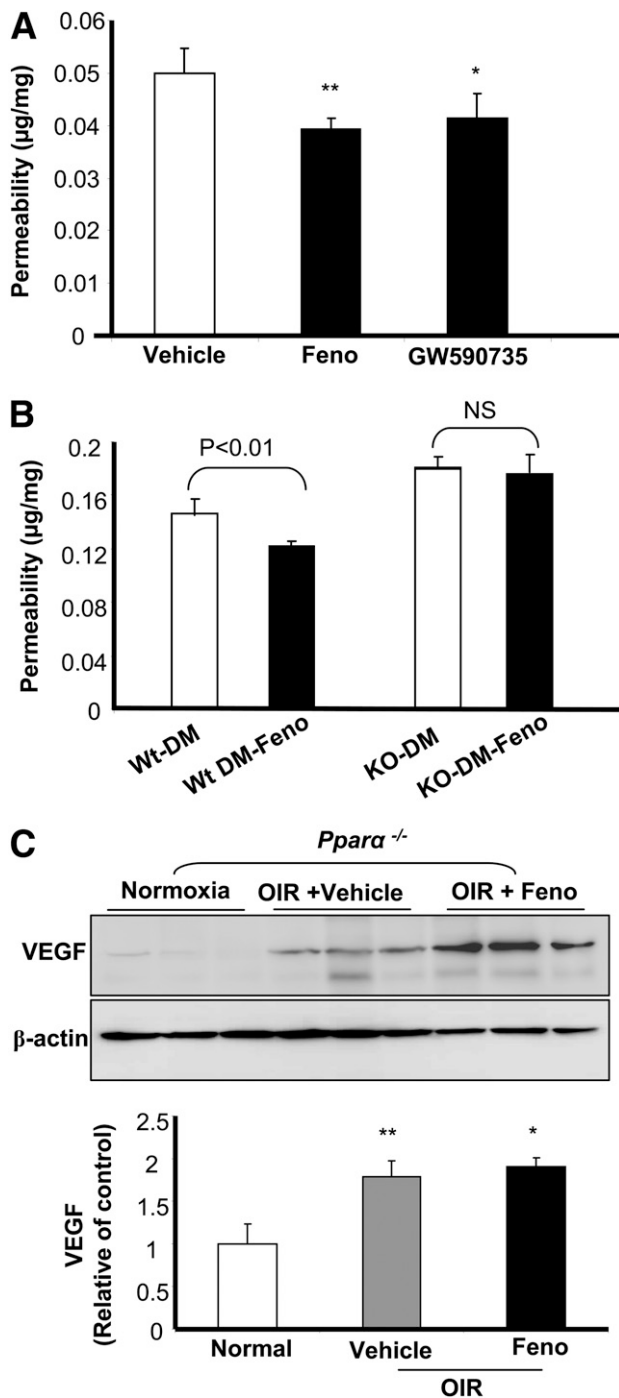 A
Permeability (µg/mg)
0.06
0.05
0.04
0.03
0.02
0.01
0
**
*
Vehicle Feno GW590735
B
Permeability (µg/mg)
0.2
0.16
0.12
0.08
0.04
0
P<0.01
NS
Wt-DM
Wt DM-Feno
KO-DM
KO-DM-Feno
C
Pparα -/-
Normoxia OIR +Vehicle OIR + Feno
VEGF
β-actin
VEGF
(Relative of control)
2.5
2
1.5
1
0.5
0
**
*
Normal Vehicle Feno
OIR